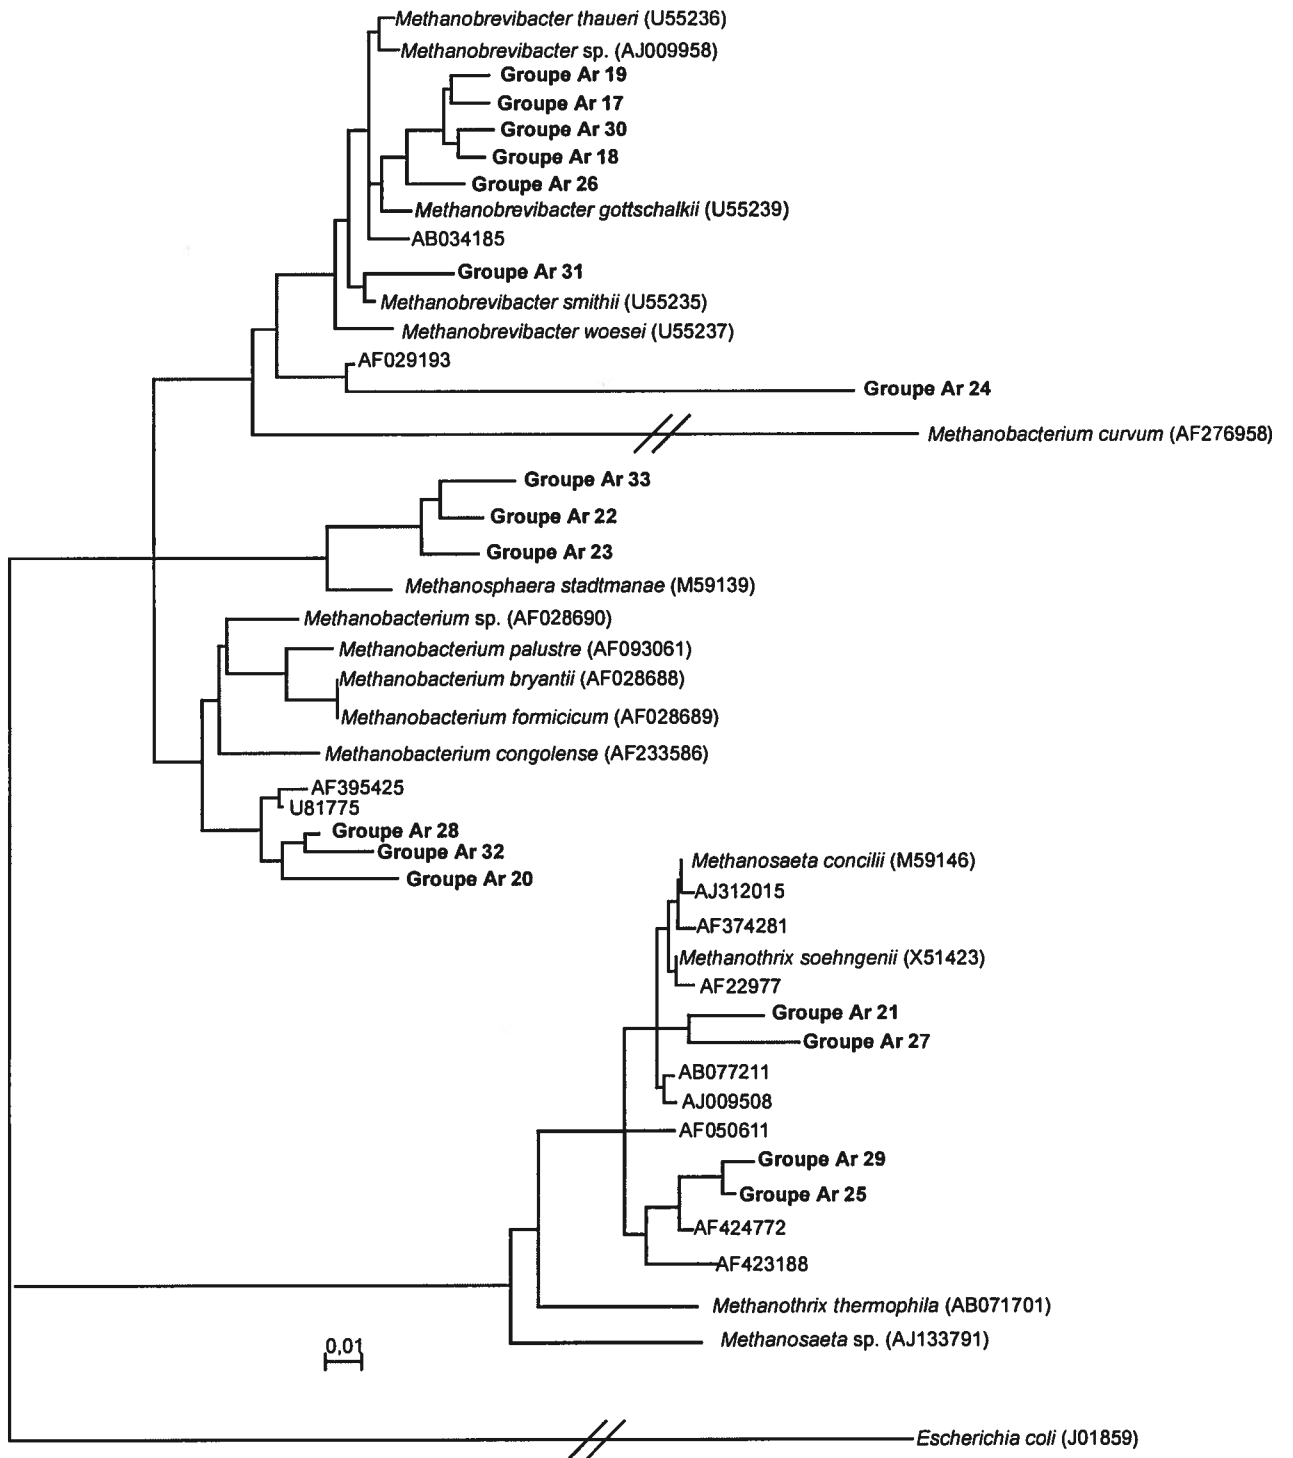 Methanobrevibacter thaueri (U55236)
Methanobrevibacter sp. (AJ009958)
Groupe Ar 19
Groupe Ar 17
Groupe Ar 30
Groupe Ar 18
Groupe Ar 26
Methanobrevibacter gottschalkii (U55239)
AB034185
Groupe Ar 31
Methanobrevibacter smithii (U55235)
Methanobrevibacter woesei (U55237)
AF029193
Groupe Ar 24
Methanobacterium curvum (AF276958)
Groupe Ar 33
Groupe Ar 22
Groupe Ar 23
Methanosphaera stadtmanae (M59139)
Methanobacterium sp. (AF028690)
Methanobacterium palustre (AF093061)
Methanobacterium bryantii (AF028688)
Methanobacterium formicicum (AF028689)
Methanobacterium congolense (AF233586)
AF395425
U81775
Groupe Ar 28
Groupe Ar 32
Groupe Ar 20
Methanosaeta concilii (M59146)
AJ312015
AF374281
Methanothrix soehngenii (X51423)
AF22977
Groupe Ar 21
Groupe Ar 27
AB077211
AJ009508
AF050611
Groupe Ar 29
Groupe Ar 25
AF424772
AF423188
Methanothrix thermophila (AB071701)
Methanosaeta sp. (AJ133791)
0,01
Escherichia coli (J01859)